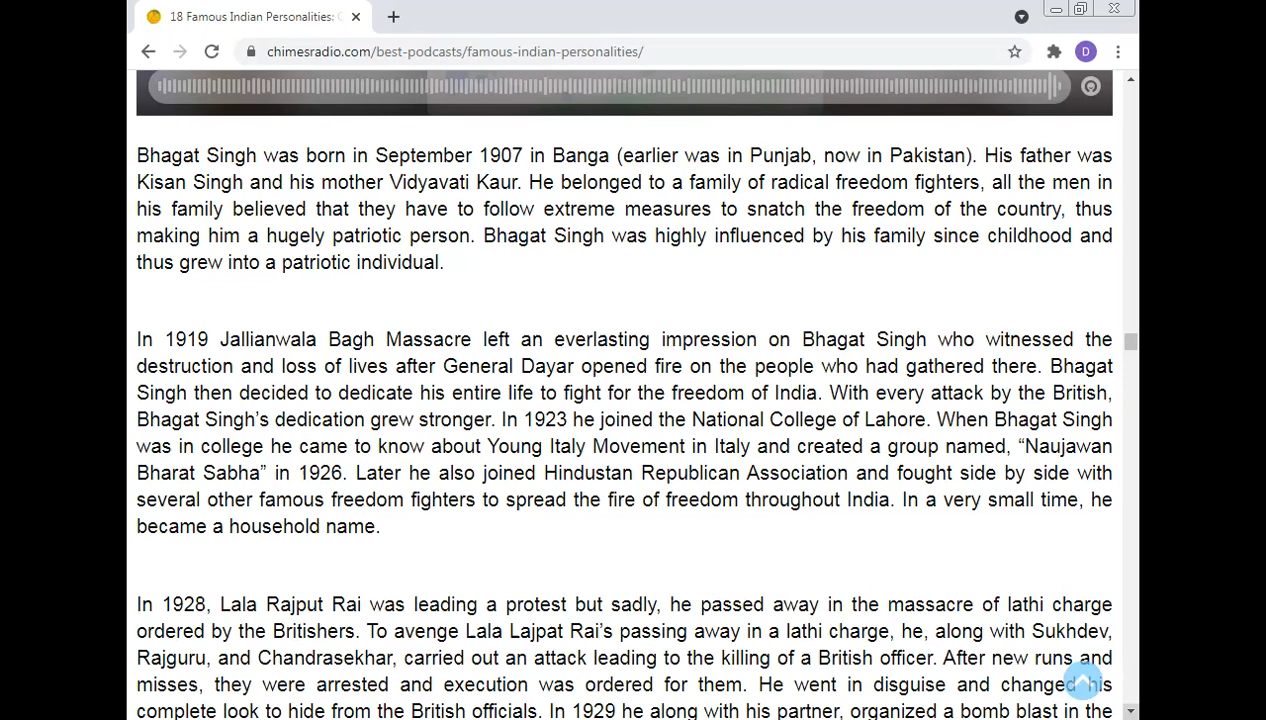 18 Famous Indian Personalities:
chimesradio.com/best-podcasts/famous-indian-personalities/
D
Bhagat Singh was born in September 1907 in Banga (earlier was in Punjab, now in Pakistan). His father was
Kisan Singh and his mother Vidyavati Kaur. He belonged to a family of radical freedom fighters, all the men in
his family believed that they have to follow extreme measures to snatch the freedom of the country, thus
making him a hugely patriotic person. Bhagat Singh was highly influenced by his family since childhood and
thus grew into a patriotic individual.
In 1919 Jallianwala Bagh Massacre left an everlasting impression on Bhagat Singh who witnessed the
destruction and loss of lives after General Dayar opened fire on the people who had gathered there. Bhagat
Singh then decided to dedicate his entire life to fight for the freedom of India. With every attack by the British,
Bhagat Singh’s dedication grew stronger. In 1923 he joined the National College of Lahore. When Bhagat Singh
was in college he came to know about Young Italy Movement in Italy and created a group named, “Naujawan
Bharat Sabha” in 1926. Later he also joined Hindustan Republican Association and fought side by side with
several other famous freedom fighters to spread the fire of freedom throughout India. In a very small time, he
became a household name.
In 1928, Lala Rajput Rai was leading a protest but sadly, he passed away in the massacre of lathi charge
ordered by the Britishers. To avenge Lala Lajpat Rai’s passing away in a lathi charge, he, along with Sukhdev,
Rajguru, and Chandrasekhar, carried out an attack leading to the killing of a British officer. After new runs and
misses, they were arrested and execution was ordered for them. He went in disguise and changed his
complete look to hide from the British officials. In 1929 he along with his partner, organized a bomb blast in the